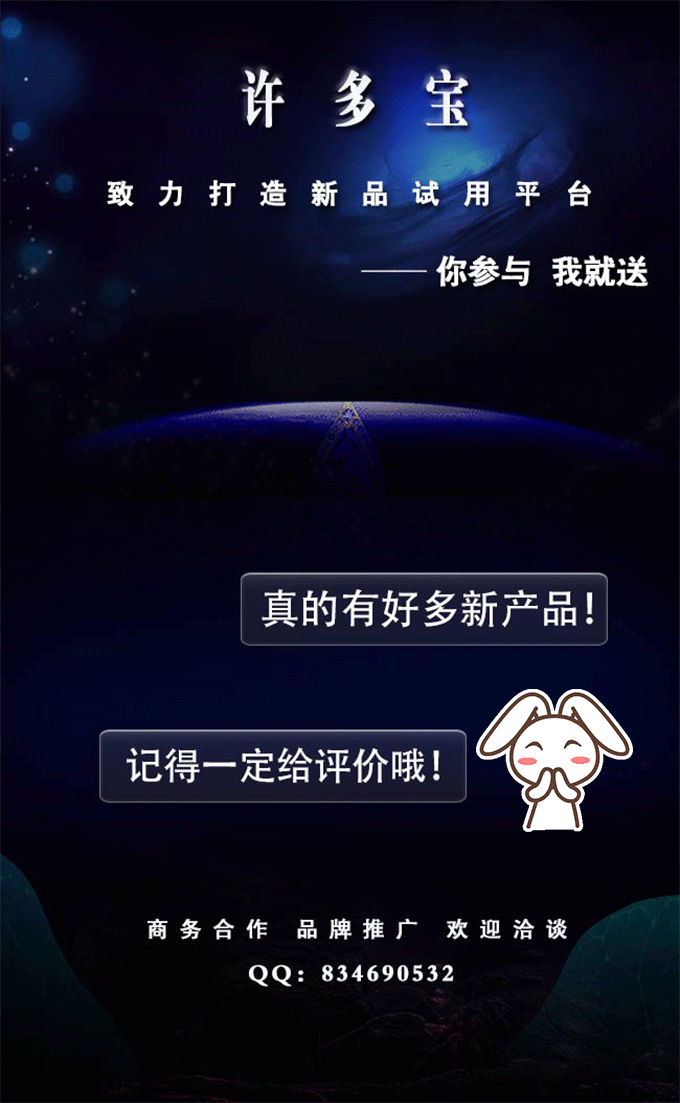 许多宝
致力打造新品试用平台
——你参与 我就送
真的有好多新产品!
记得一定给评价哦!
商务合作 品牌推广 欢迎洽谈
QQ:834690532